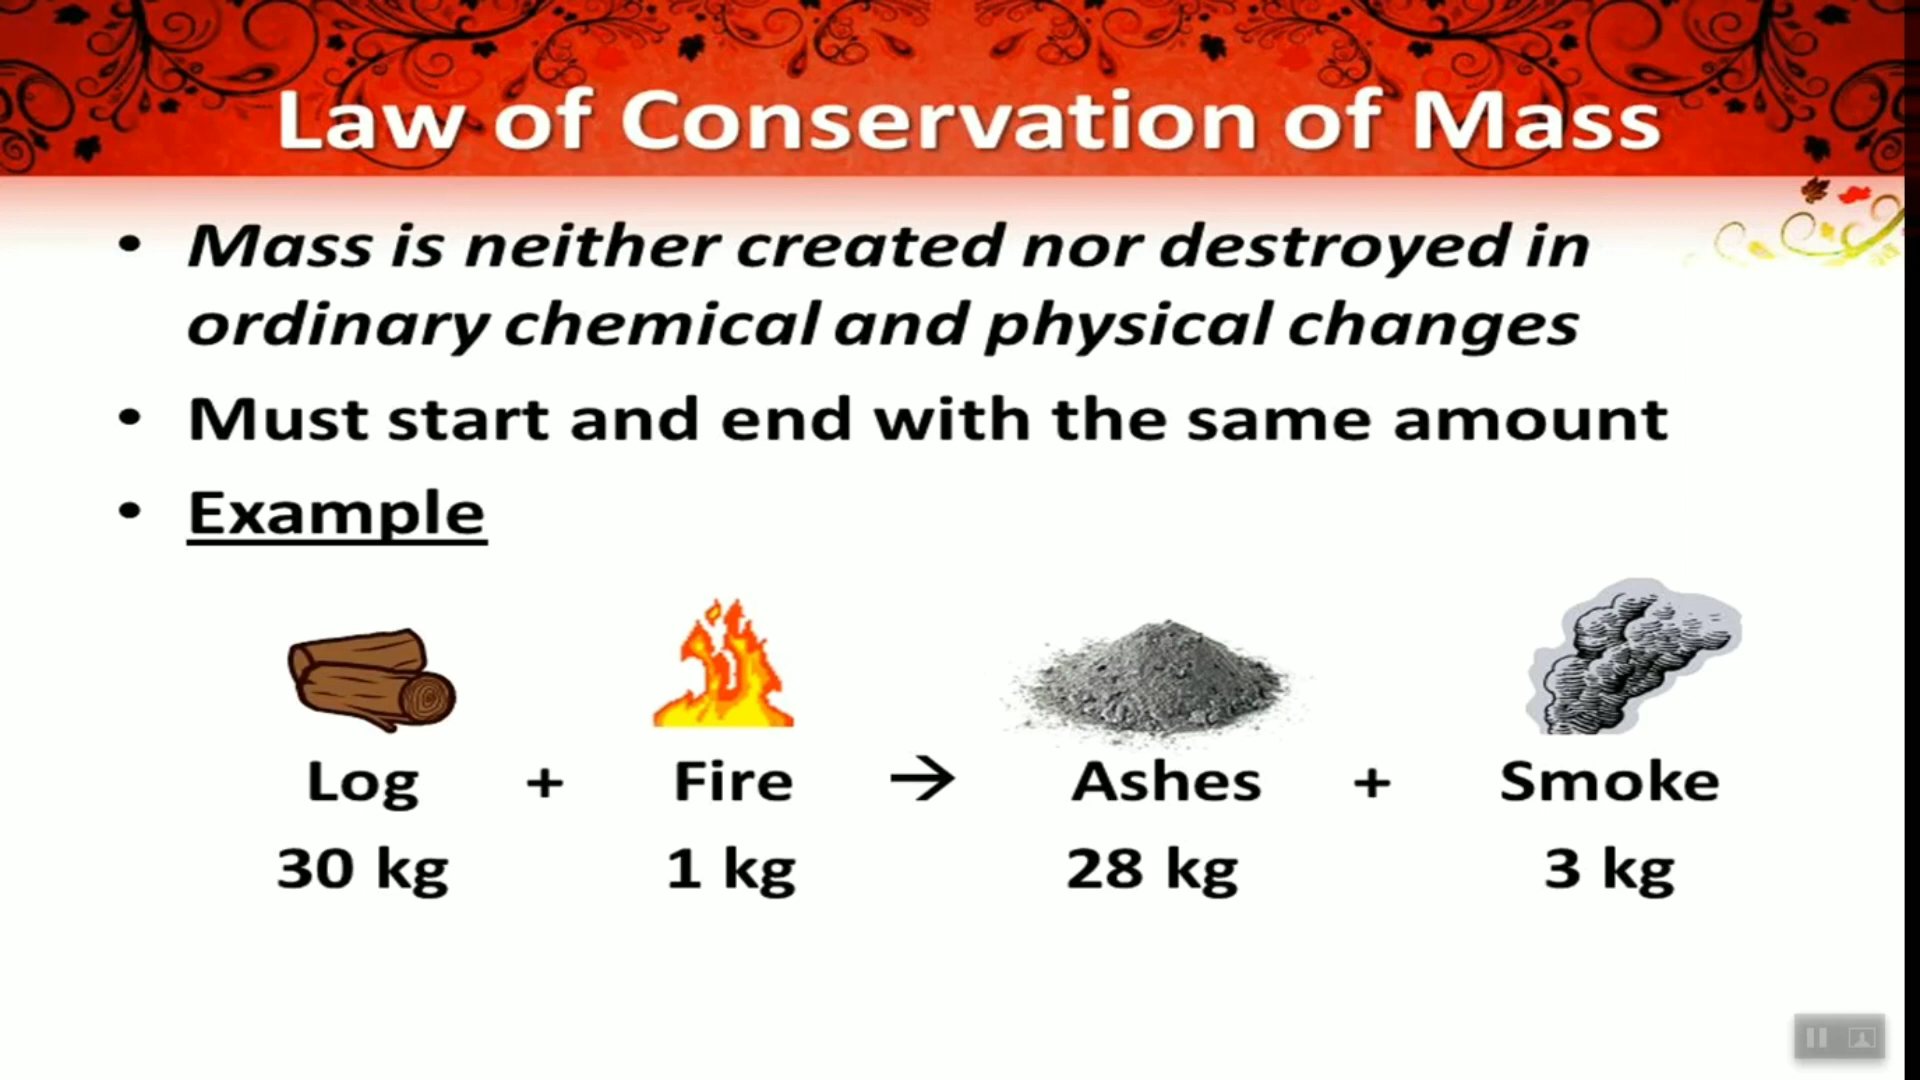 Law of Conservation of Mass
• Mass is neither created nor destroyed in
ordinary chemical and physical changes
• Must start and end with the same amount
• Example
Log + Fire → Ashes + Smoke
30 kg 1 kg 28 kg 3 kg